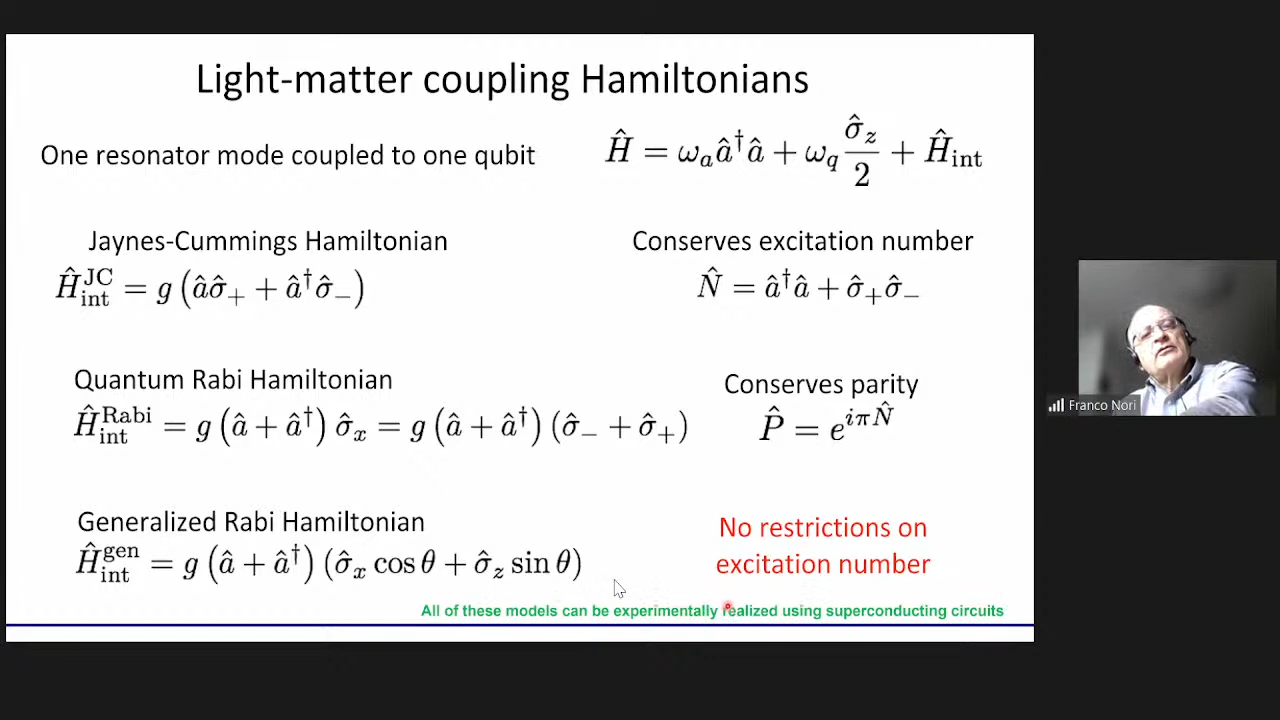 Light-matter coupling Hamiltonians
One resonator mode coupled to one qubit
Ĥ = ω_a â†â + ω_q σ̂_z/2 + Ĥ_int
Jaynes-Cummings Hamiltonian
Ĥ_int^JC = g (âσ̂₊ + â†σ̂₋)
Conserves excitation number
N̂ = â†â + σ̂₊σ̂₋
Quantum Rabi Hamiltonian
Ĥ_int^Rabi = g (â + â†) σ̂_x = g (â + â†) (σ̂₋ + σ̂₊)
Conserves parity
P̂ = e^{iπN̂}
Generalized Rabi Hamiltonian
Ĥ_int^gen = g (â + â†) (σ̂_x cos θ + σ̂_z sin θ)
No restrictions on
excitation number
All of these models can be experimentally realized using superconducting circuits
Franco Nori